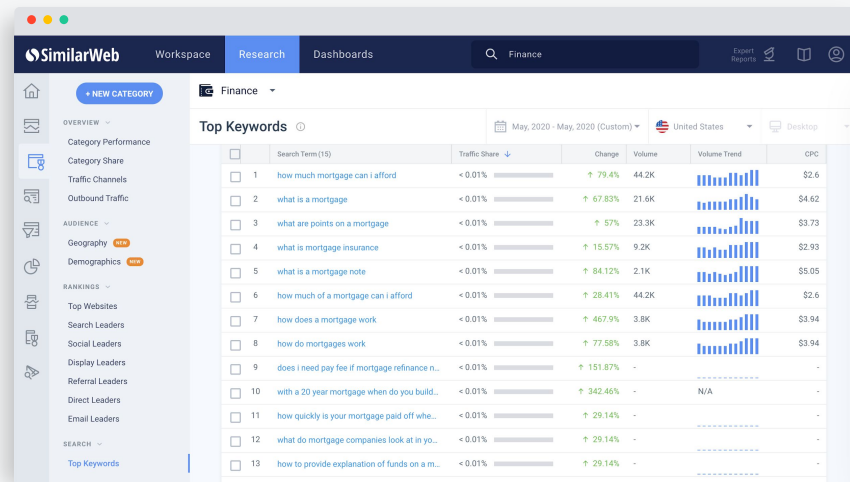 SimilarWeb Workspace Research Dashboards Finance Expert Reports
+ NEW CATEGORY
Finance
OVERVIEW
Category Performance
Category Share
Traffic Channels
Outbound Traffic
AUDIENCE
Geography NEW
Demographics NEW
RANKINGS
Top Websites
Search Leaders
Social Leaders
Display Leaders
Referral Leaders
Direct Leaders
Email Leaders
SEARCH
Top Keywords
Top Keywords May, 2020 - May, 2020 (Custom) United States Desktop
Search Term (15) Traffic Share ↓ Change Volume Volume Trend CPC
1 how much mortgage can i afford < 0.01% ↑ 79.4% 44.2K $2.6
2 what is a mortgage < 0.01% ↑ 67.83% 21.6K $4.62
3 what are points on a mortgage < 0.01% ↑ 57% 23.3K $3.73
4 what is mortgage insurance < 0.01% ↑ 15.57% 9.2K $2.93
5 what is a mortgage note < 0.01% ↑ 84.12% 2.1K $5.05
6 how much of a mortgage can i afford < 0.01% ↑ 28.41% 44.2K $2.6
7 how does a mortgage work < 0.01% ↑ 467.9% 3.8K $3.94
8 how do mortgages work < 0.01% ↑ 77.58% 3.8K $3.94
9 does i need pay fee if mortgage refinance n... < 0.01% ↑ 151.87% - -
10 with a 20 year mortgage when do you build... < 0.01% ↑ 342.46% - N/A -
11 how quickly is your mortgage paid off whe... < 0.01% ↑ 29.14% - -
12 what do mortgage companies look at in yo... < 0.01% ↑ 29.14% - -
13 how to provide explanation of funds on a m... < 0.01% ↑ 29.14% - -